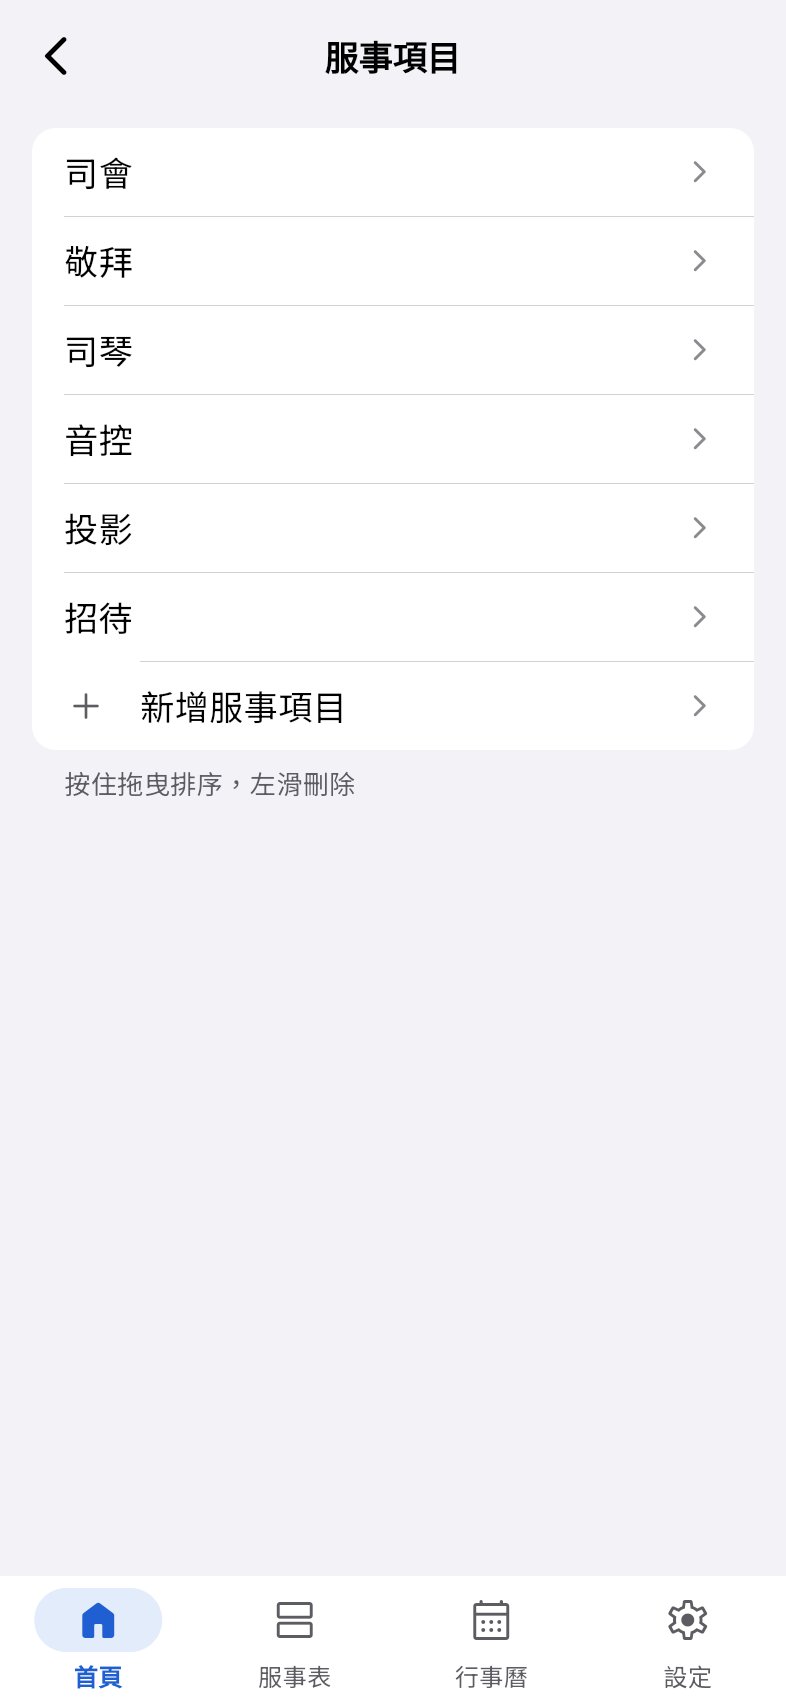 服事項目
司會
敬拜
司琴
音控
投影
招待
新增服事項目
按住拖曳排序，左滑刪除
首頁
服事表
行事曆
設定